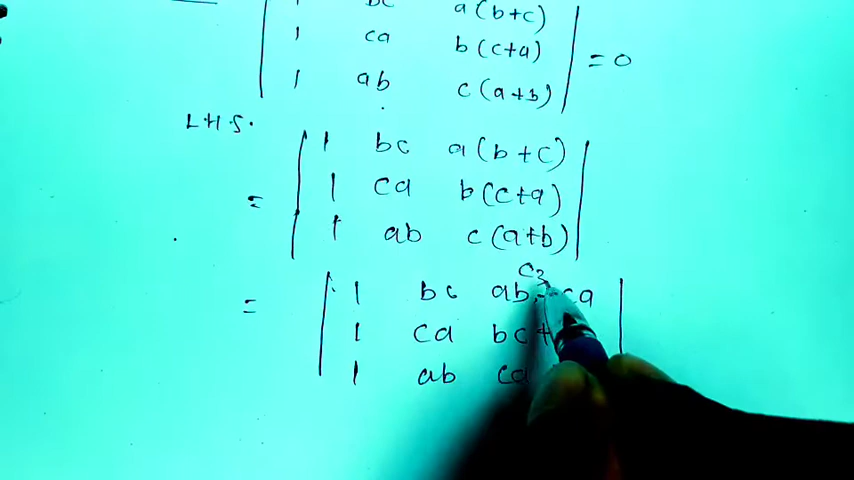 1 bc a(b+c)
1 ca b(c+a) = 0
1 ab c(a+b)
L.H.S.
1 bc a(b+c)
= 1 ca b(c+a)
1 ab c(a+b)
C3
1 bc ab+ca
= 1 ca bc+
1 ab ca